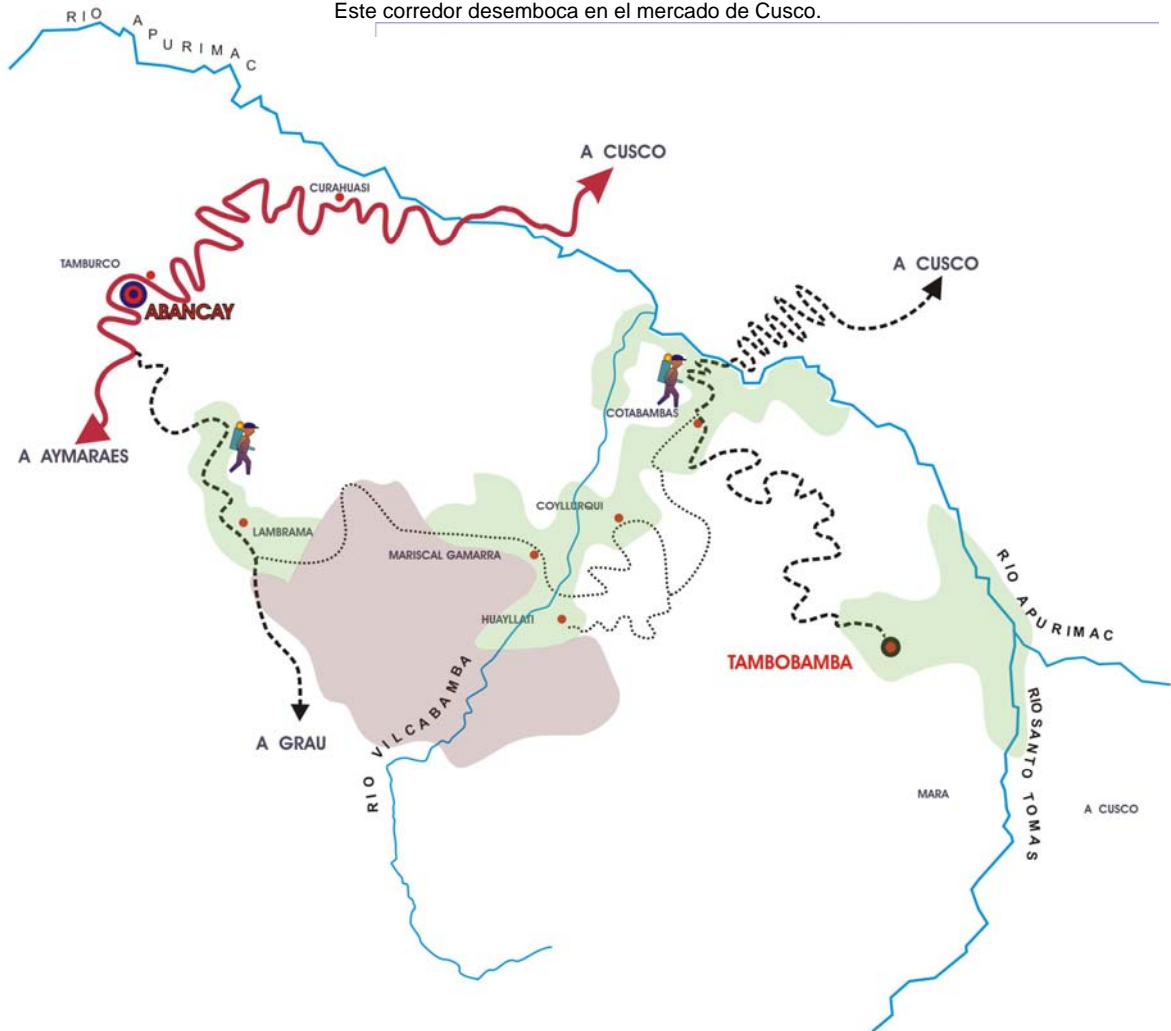 Este corredor desemboca en el mercado de Cusco.
RIO APURIMAC
A CUSCO
CURAHUASI
TAMBURCO
ABANCAY
A CUSCO
A AYMARAES
COTABAMBAS
LAMBRAMA
COYLLURQUI
MARISCAL GAMARRA
HUAYLLATI
RIO APURIMAC
TAMBOBAMBA
RIO VILCABAMBA
A GRAU
RIO SANTO TOMAS
MARA
A CUSCO